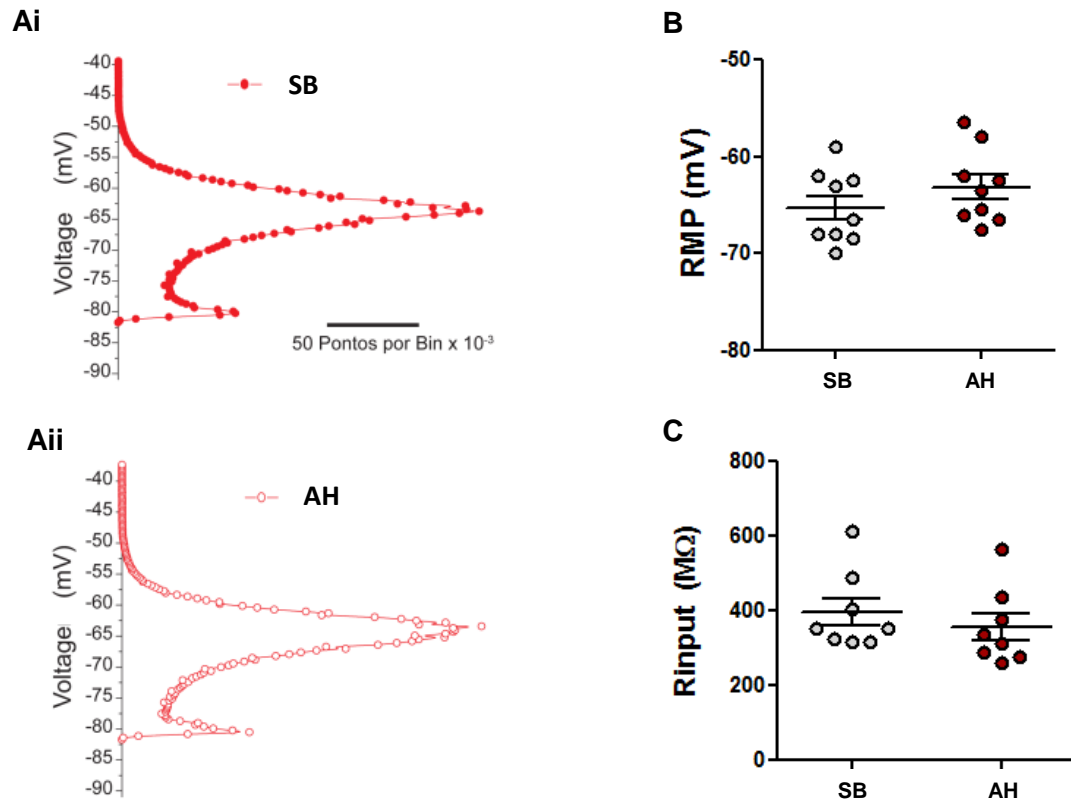 Ai
-40
-45
-50
-55
-60
-65
-70
-75
-80
-85
-90
Voltage (mV)
SB
50 Pontos por Bin x 10⁻³
B
-50
-60
-70
-80
RMP (mV)
SB
AH
Aii
-40
-45
-50
-55
-60
-65
-70
-75
-80
-85
-90
Voltage (mV)
AH
C
800
600
400
200
0
Rinput (MΩ)
SB
AH